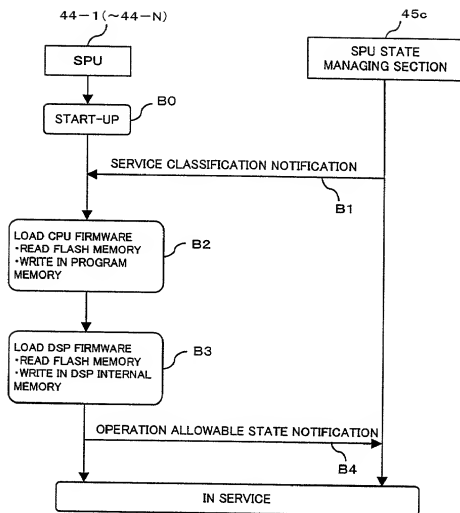 44-1(~44-N)
45c
SPU
SPU STATE
MANAGING SECTION
B0
START-UP
SERVICE CLASSIFICATION NOTIFICATION
B1
LOAD CPU FIRMWARE
・READ FLASH MEMORY
・WRITE IN PROGRAM
MEMORY
B2
LOAD DSP FIRMWARE
・READ FLASH MEMORY
・WRITE IN DSP INTERNAL
MEMORY
B3
OPERATION ALLOWABLE STATE NOTIFICATION
B4
IN SERVICE